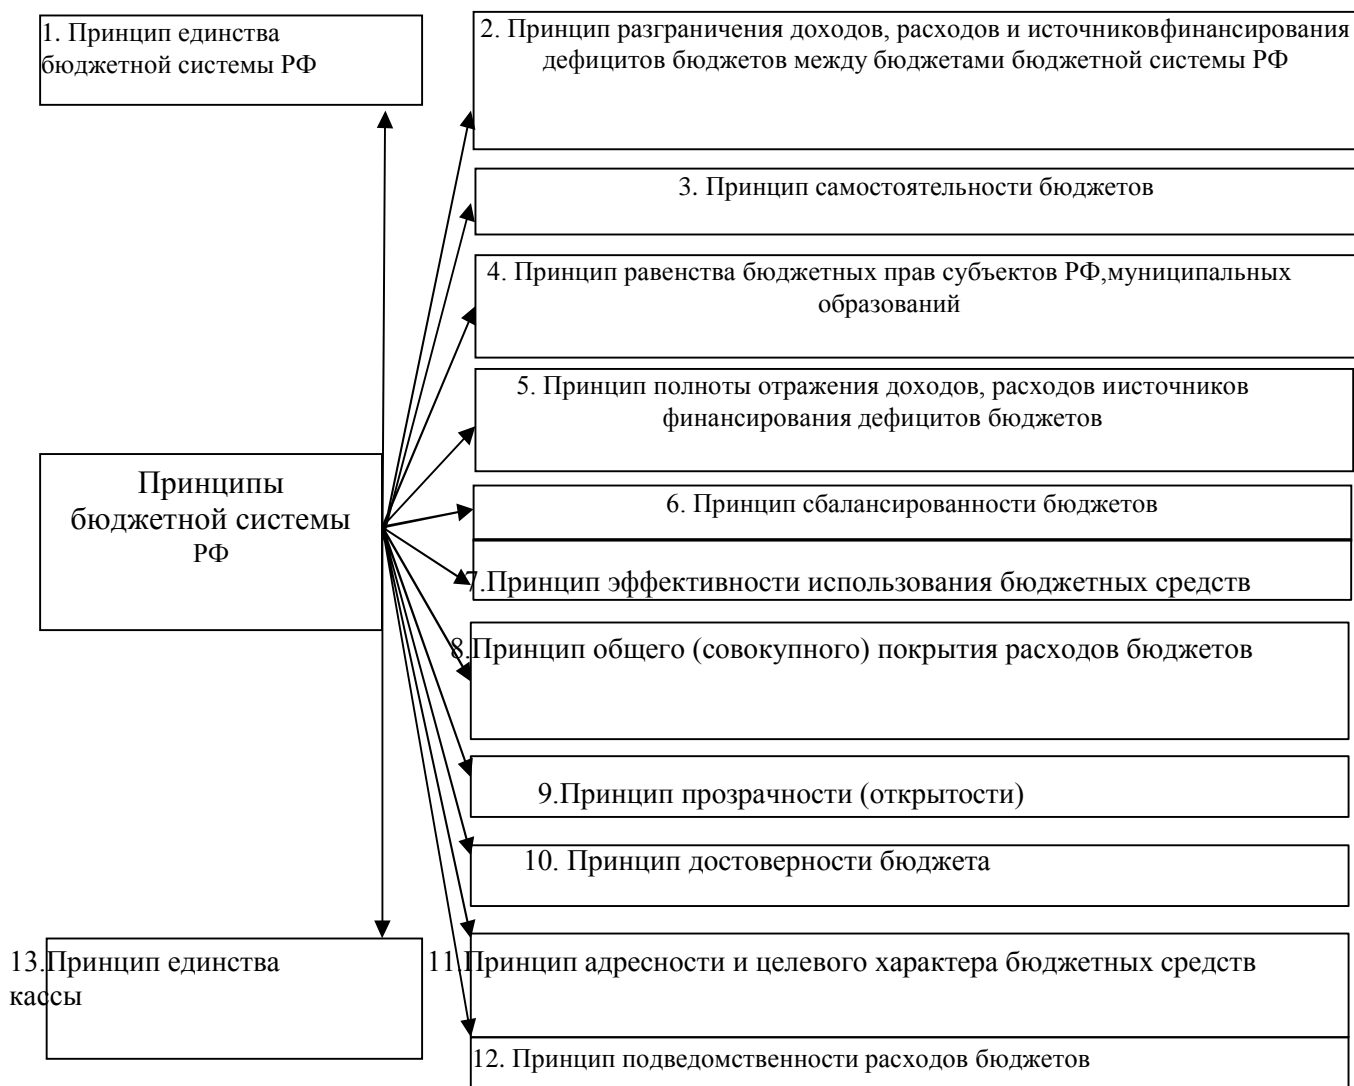 1. Принцип единства
бюджетной системы РФ
2. Принцип разграничения доходов, расходов и источниковфинансирования
дефицитов бюджетов между бюджетами бюджетной системы РФ
3. Принцип самостоятельности бюджетов
4. Принцип равенства бюджетных прав субъектов РФ,муниципальных
образований
5. Принцип полноты отражения доходов, расходов иисточников
финансирования дефицитов бюджетов
Принципы
бюджетной системы
РФ
6. Принцип сбалансированности бюджетов
7.Принцип эффективности использования бюджетных средств
8.Принцип общего (совокупного) покрытия расходов бюджетов
9.Принцип прозрачности (открытости)
10. Принцип достоверности бюджета
11.Принцип адресности и целевого характера бюджетных средств
12. Принцип подведомственности расходов бюджетов
13.Принцип единства
кассы